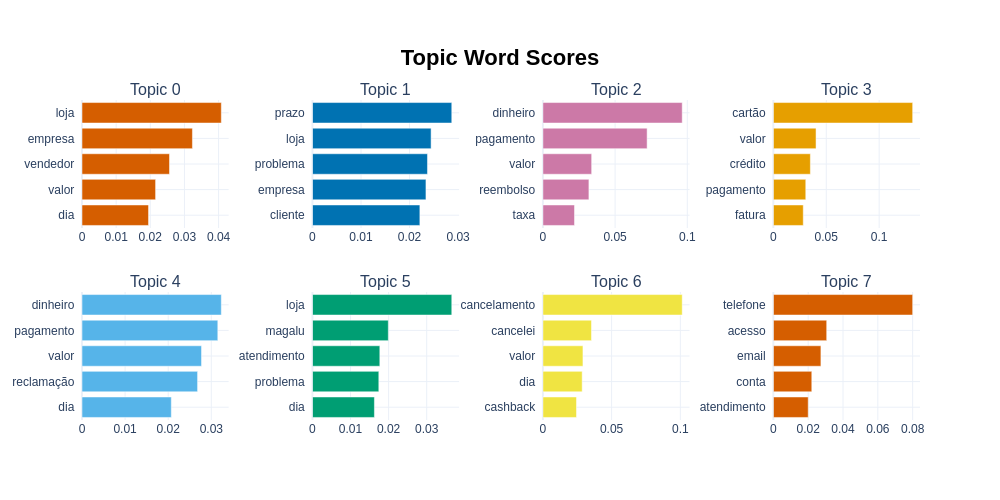 Topic Word Scores
Topic 0
loja
empresa
vendedor
valor
dia
0 0.01 0.02 0.03 0.04
Topic 1
prazo
loja
problema
empresa
cliente
0 0.01 0.02 0.03
Topic 2
dinheiro
pagamento
valor
reembolso
taxa
0 0.05 0.1
Topic 3
cartão
valor
crédito
pagamento
fatura
0 0.05 0.1
Topic 4
dinheiro
pagamento
valor
reclamação
dia
0 0.01 0.02 0.03
Topic 5
loja
magalu
atendimento
problema
dia
0 0.01 0.02 0.03
Topic 6
cancelamento
cancelei
valor
dia
cashback
0 0.05 0.1
Topic 7
telefone
acesso
email
conta
atendimento
0 0.02 0.04 0.06 0.08